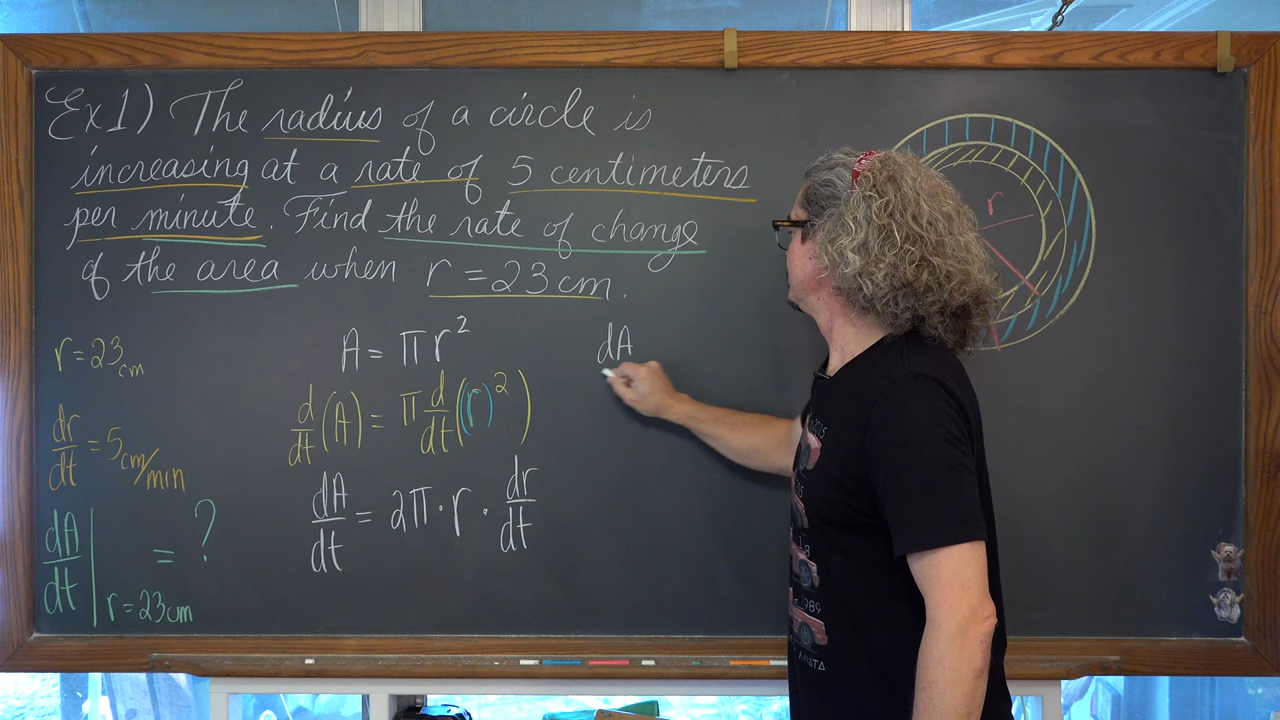 Ex1) The radius of a circle is
increasing at a rate of 5 centimeters
per minute. Find the rate of change
of the area when r = 23cm.
r = 23cm
dr/dt = 5 cm/min
dA/dt | r = 23cm = ?
A = πr²
d/dt (A) = π d/dt ((r)²)
dA/dt = 2π · r · dr/dt
dA
r
1989